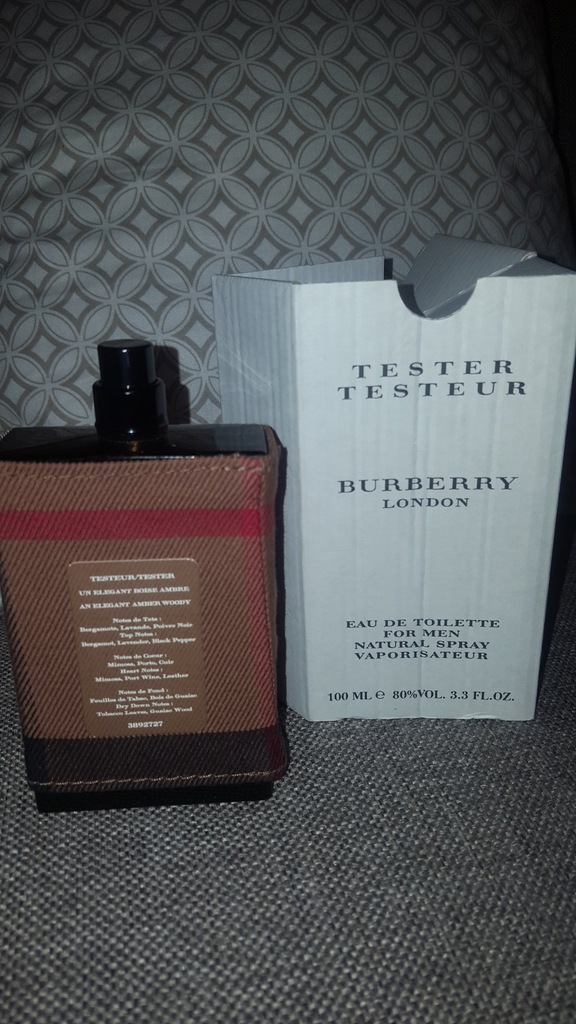 TESTEUR/TESTER
UN ELEGANT BOISE AMBRE
AN ELEGANT AMBER WOODY
Notes de Tete :
Bergamote, Lavande, Poivre Noir
Top Notes :
Bergamot, Lavender, Black Pepper
Notes de Cœur :
Mimosa, Porto, Cuir
Heart Notes :
Mimosa, Port Wine, Leather
Notes de Fond :
Feuilles de Tabac, Bois de Gaiac
Dry Down Notes :
Tobacco Leaves, Guaiac Wood
3892727
TESTER
TESTEUR
BURBERRY
LONDON
EAU DE TOILETTE
FOR MEN
NATURAL SPRAY
VAPORISATEUR
100 ML e 80%VOL. 3.3 FL.OZ.